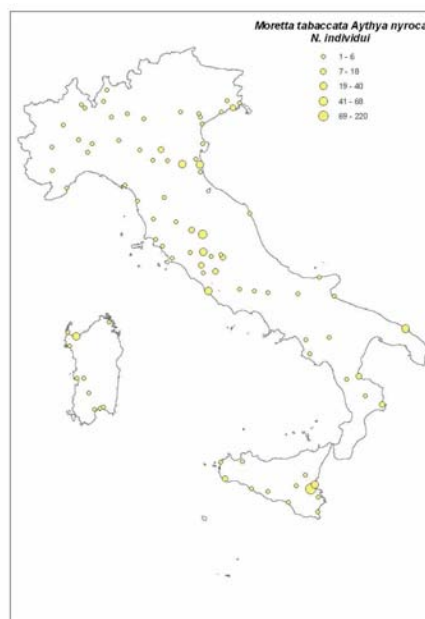 Moretta tabaccata Aythya nyroca
N. individui
1 - 6
7 - 18
19 - 40
41 - 68
69 - 220